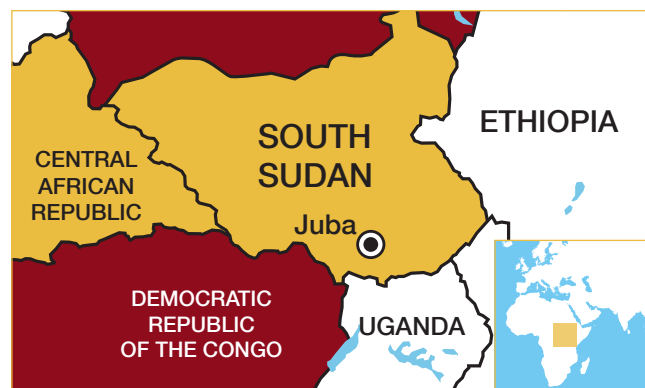 SOUTH
SUDAN
ETHIOPIA
CENTRAL
AFRICAN
REPUBLIC
Juba
DEMOCRATIC
REPUBLIC
OF THE CONGO
UGANDA